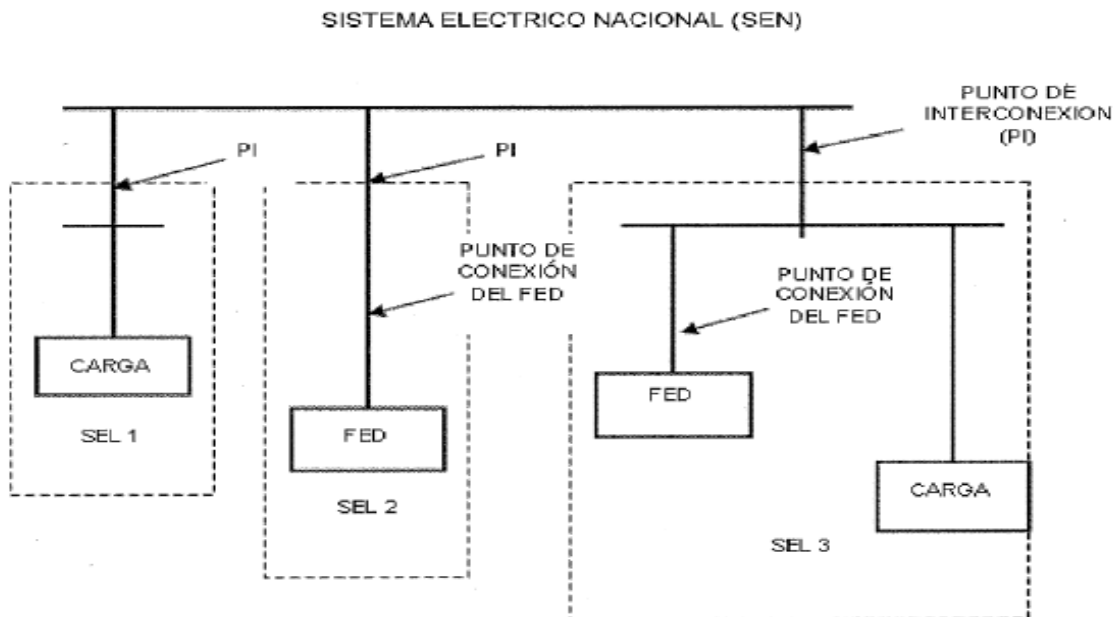 SISTEMA ELECTRICO NACIONAL (SEN)
PUNTO DE
INTERCONEXION
(PI)
PI
PI
PUNTO DE
CONEXIÓN
DEL FED
PUNTO DE
CONEXIÓN
DEL FED
CARGA
SEL 1
FED
SEL 2
FED
CARGA
SEL 3